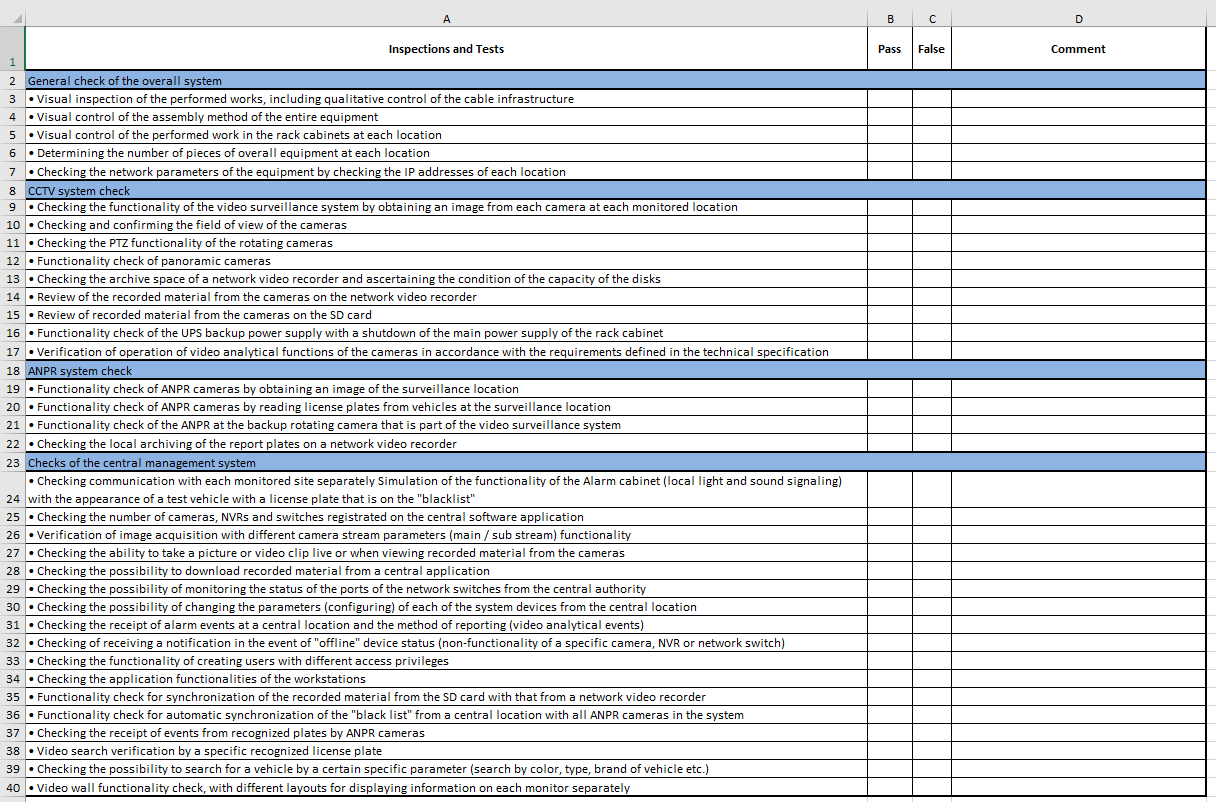 A B C D
1 Inspections and Tests Pass False Comment
2 General check of the overall system
3 • Visual inspection of the performed works, including qualitative control of the cable infrastructure
4 • Visual control of the assembly method of the entire equipment
5 • Visual control of the performed work in the rack cabinets at each location
6 • Determining the number of pieces of overall equipment at each location
7 • Checking the network parameters of the equipment by checking the IP addresses of each location
8 CCTV system check
9 • Checking the functionality of the video surveillance system by obtaining an image from each camera at each monitored location
10 • Checking and confirming the field of view of the cameras
11 • Checking the PTZ functionality of the rotating cameras
12 • Functionality check of panoramic cameras
13 • Checking the archive space of a network video recorder and ascertaining the condition of the capacity of the disks
14 • Review of the recorded material from the cameras on the network video recorder
15 • Review of recorded material from the cameras on the SD card
16 • Functionality check of the UPS backup power supply with a shutdown of the main power supply of the rack cabinet
17 • Verification of operation of video analytical functions of the cameras in accordance with the requirements defined in the technical specification
18 ANPR system check
19 • Functionality check of ANPR cameras by obtaining an image of the surveillance location
20 • Functionality check of ANPR cameras by reading license plates from vehicles at the surveillance location
21 • Functionality check of the ANPR at the backup rotating camera that is part of the video surveillance system
22 • Checking the local archiving of the report plates on a network video recorder
23 Checks of the central management system
• Checking communication with each monitored site separately Simulation of the functionality of the Alarm cabinet (local light and sound signaling)
24 with the appearance of a test vehicle with a license plate that is on the "blacklist"
25 • Checking the number of cameras, NVRs and switches registrated on the central software application
26 • Verification of image acquisition with different camera stream parameters (main / sub stream) functionality
27 • Checking the ability to take a picture or video clip live or when viewing recorded material from the cameras
28 • Checking the possibility to download recorded material from a central application
29 • Checking the possibility of monitoring the status of the ports of the network switches from the central authority
30 • Checking the possibility of changing the parameters (configuring) of each of the system devices from the central location
31 • Checking the receipt of alarm events at a central location and the method of reporting (video analytical events)
32 • Checking of receiving a notification in the event of "offline" device status (non-functionality of a specific camera, NVR or network switch)
33 • Checking the functionality of creating users with different access privileges
34 • Checking the application functionalities of the workstations
35 • Functionality check for synchronization of the recorded material from the SD card with that from a network video recorder
36 • Functionality check for automatic synchronization of the "black list" from a central location with all ANPR cameras in the system
37 • Checking the receipt of events from recognized plates by ANPR cameras
38 • Video search verification by a specific recognized license plate
39 • Checking the possibility to search for a vehicle by a certain specific parameter (search by color, type, brand of vehicle etc.)
40 • Video wall functionality check, with different layouts for displaying information on each monitor separately